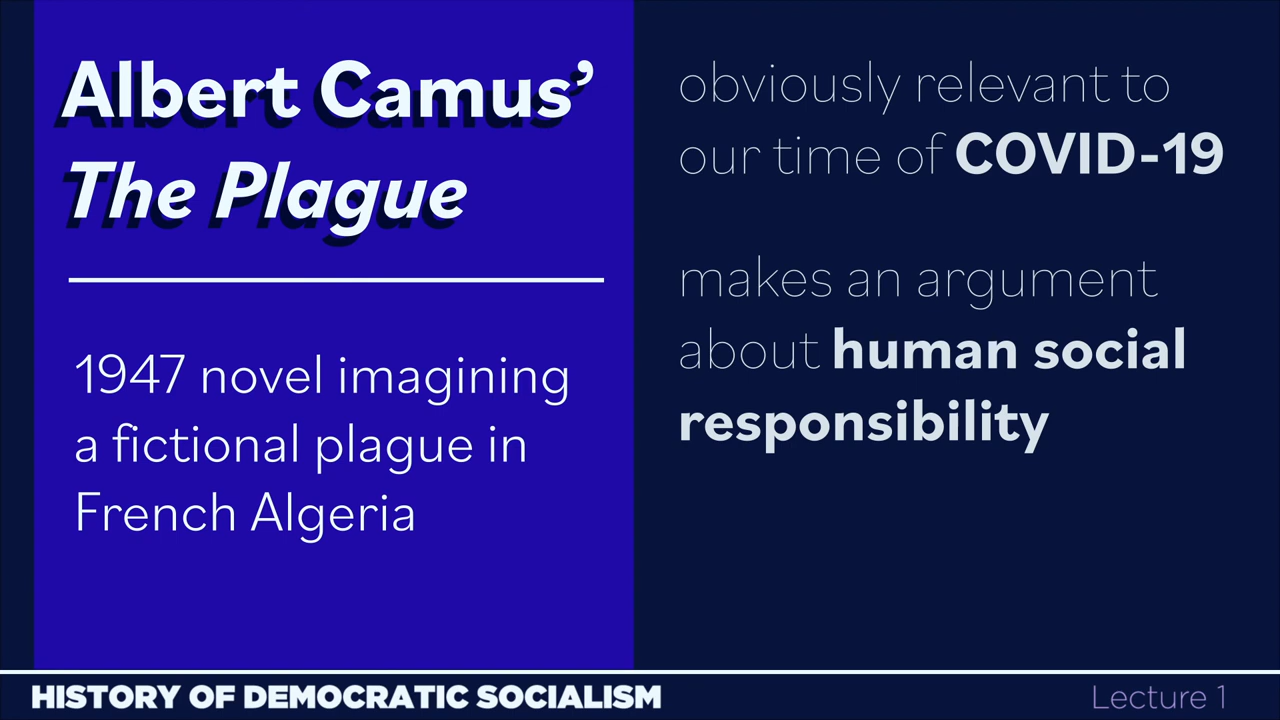 Albert Camus’
The Plague
1947 novel imagining
a fictional plague in
French Algeria
obviously relevant to
our time of COVID-19
makes an argument
about human social
responsibility
HISTORY OF DEMOCRATIC SOCIALISM
Lecture 1